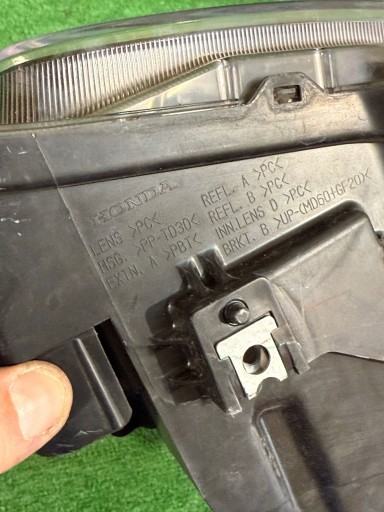 HONDA
LENS >PC< REFL. A >PC<
HSG. >PP-TD30< REFL. B >PC<
EXTN. A >PBT< INN.LENS D >PC<
BRKT. B >UP-(MD60+GF20)<